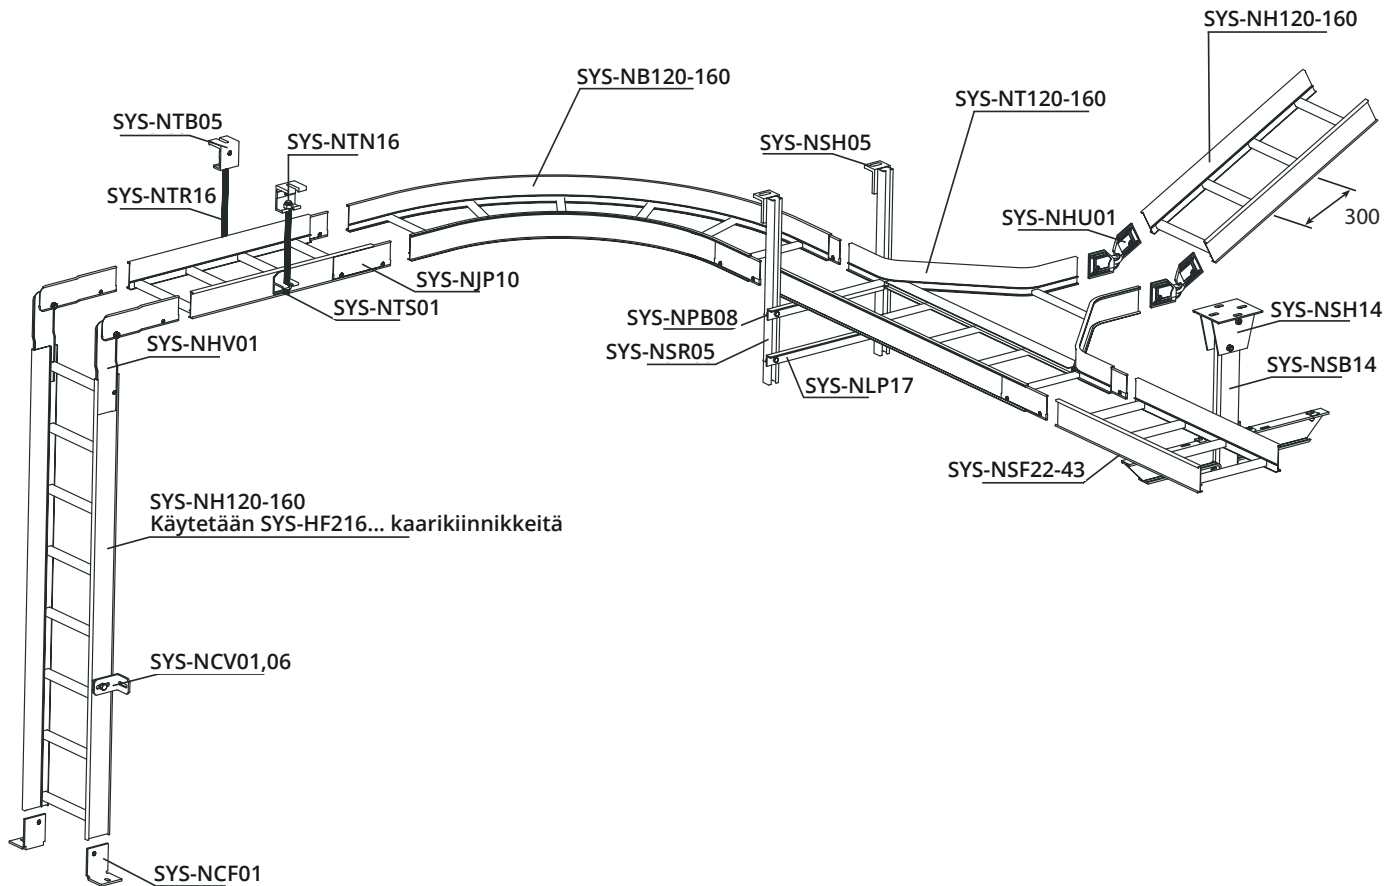 SYS-NH120-160
SYS-NB120-160
SYS-NT120-160
SYS-NTB05
SYS-NTN16
SYS-NSH05
SYS-NTR16
SYS-NHU01
300
SYS-NJP10
SYS-NTS01
SYS-NPB08
SYS-NSH14
SYS-NHV01
SYS-NSR05
SYS-NSB14
SYS-NLP17
SYS-NSF22-43
SYS-NH120-160
Käytetään SYS-HF216... kaarikiinnikkeitä
SYS-NCV01,06
SYS-NCF01